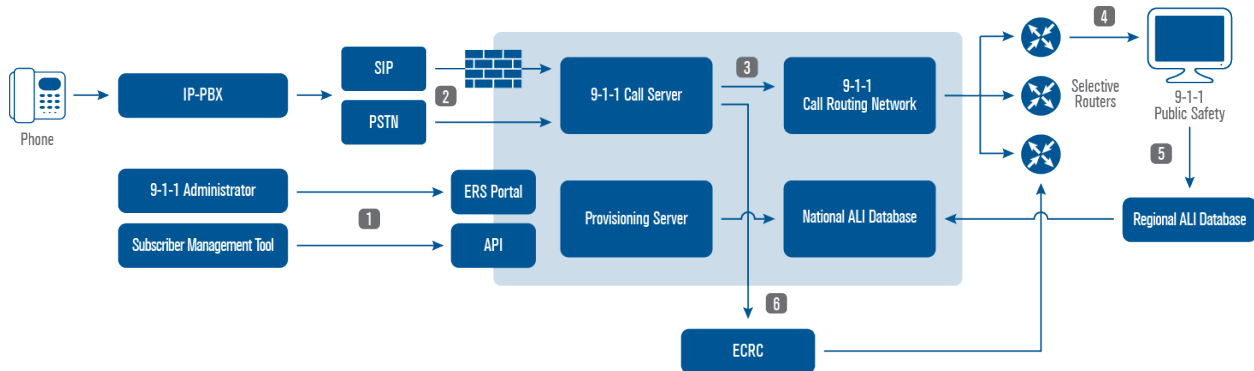 Phone
IP-PBX
SIP
PSTN
2
9-1-1 Call Server
3
9-1-1
Call Routing Network
Selective
Routers
4
9-1-1
Public Safety
5
9-1-1 Administrator
Subscriber Management Tool
1
ERS Portal
API
Provisioning Server
National ALI Database
Regional ALI Database
6
ECRC